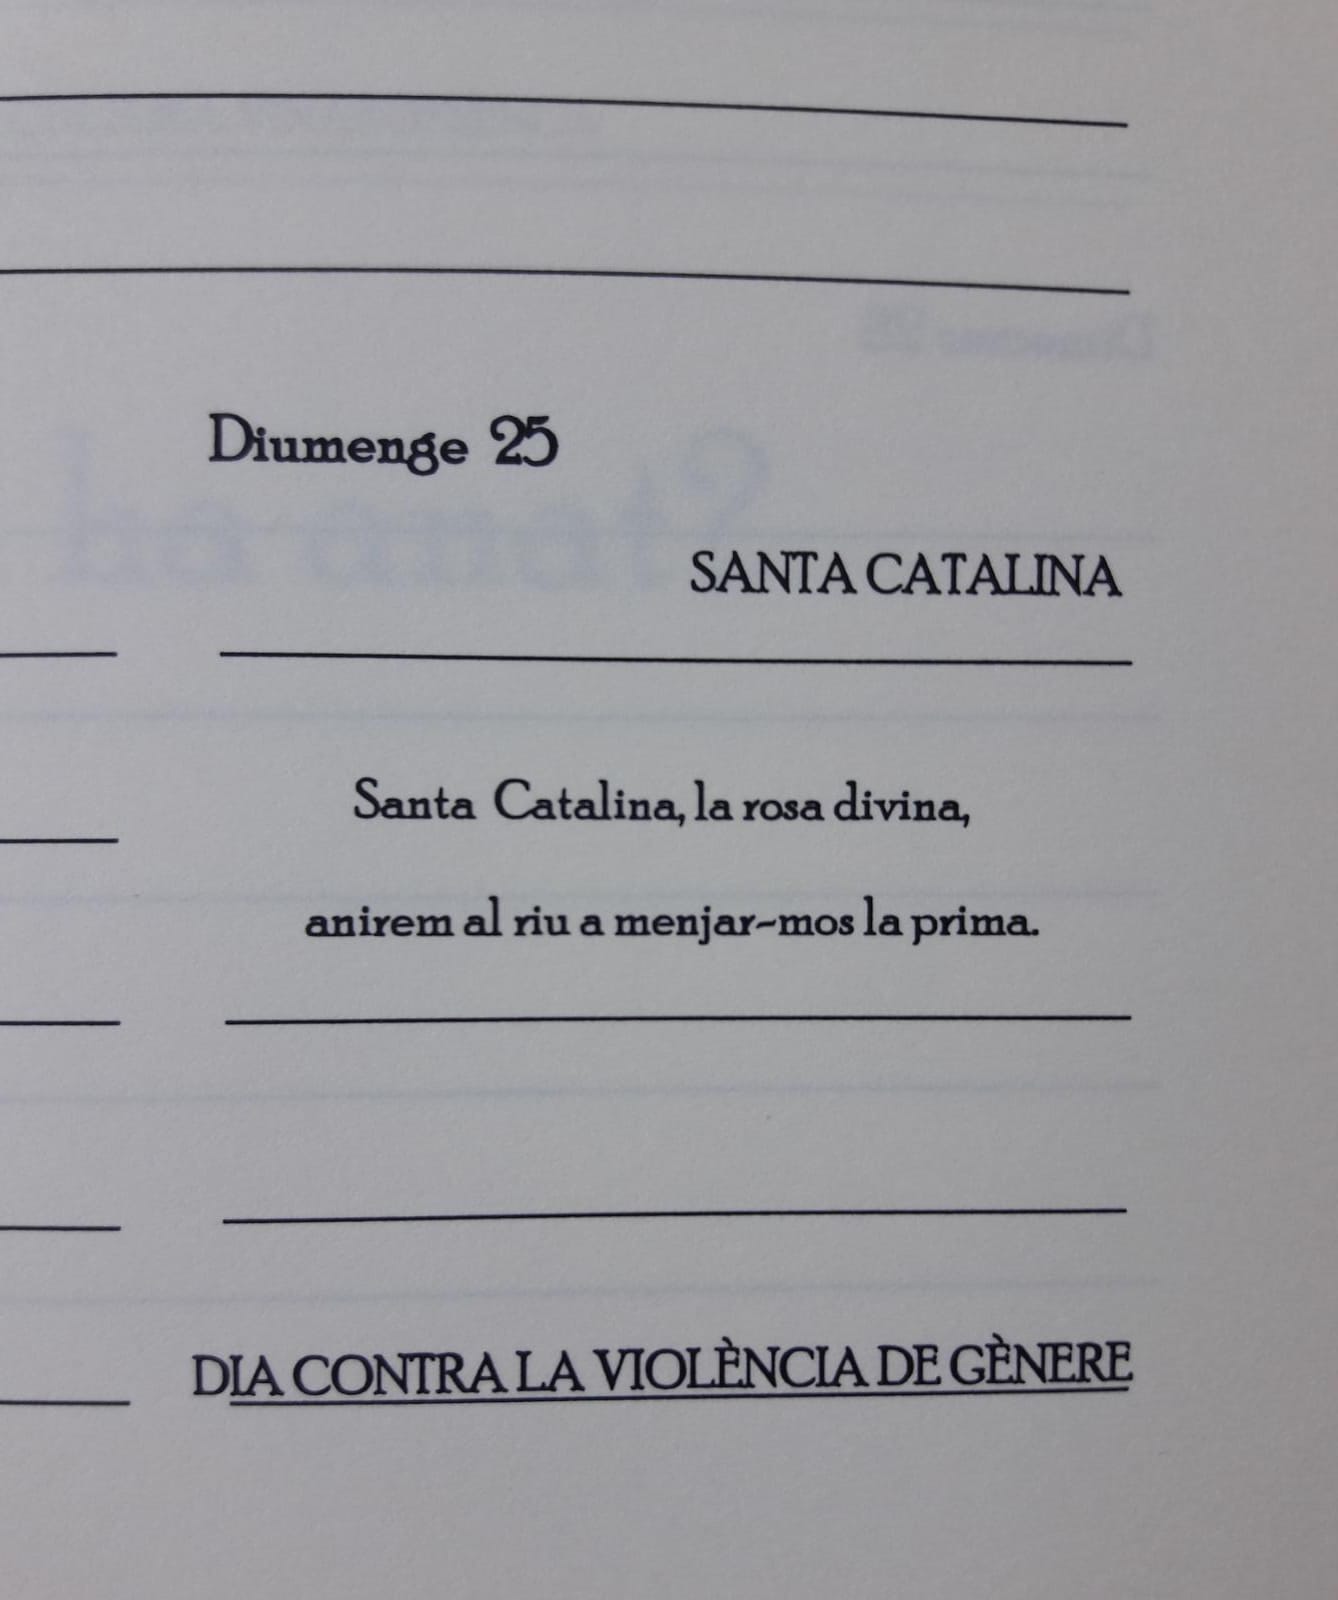 Diumenge 25
SANTA CATALINA
Santa Catalina, la rosa divina,
anirem al riu a menjar-mos la prima.
DIA CONTRA LA VIOLÈNCIA DE GÈNERE